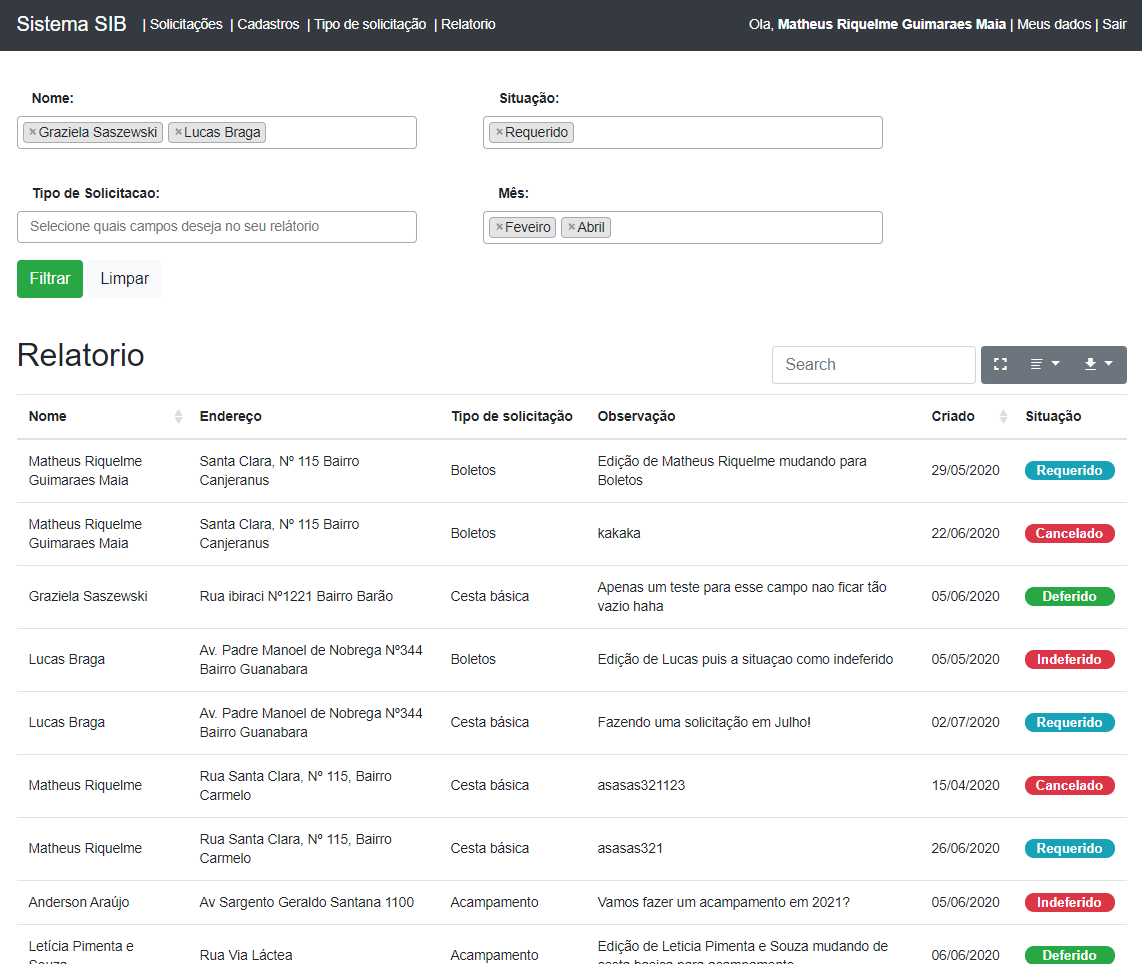 Sistema SIB | Solicitações | Cadastros | Tipo de solicitação | Relatorio Ola, Matheus Riquelme Guimaraes Maia | Meus dados | Sair
Nome: Situação:
×Graziela Saszewski ×Lucas Braga ×Requerido
Tipo de Solicitacao: Mês:
Selecione quais campos deseja no seu relátorio ×Feveiro ×Abril
Filtrar Limpar
Relatorio Search
Nome Endereço Tipo de solicitação Observação Criado Situação
Matheus Riquelme Guimaraes Maia Santa Clara, Nº 115 Bairro Canjeranus Boletos Edição de Matheus Riquelme mudando para Boletos 29/05/2020 Requerido
Matheus Riquelme Guimaraes Maia Santa Clara, Nº 115 Bairro Canjeranus Boletos kakaka 22/06/2020 Cancelado
Graziela Saszewski Rua ibiraci Nº1221 Bairro Barão Cesta básica Apenas um teste para esse campo nao ficar tão vazio haha 05/06/2020 Deferido
Lucas Braga Av. Padre Manoel de Nobrega Nº344 Bairro Guanabara Boletos Edição de Lucas puis a situaçao como indeferido 05/05/2020 Indeferido
Lucas Braga Av. Padre Manoel de Nobrega Nº344 Bairro Guanabara Cesta básica Fazendo uma solicitação em Julho! 02/07/2020 Requerido
Matheus Riquelme Rua Santa Clara, Nº 115, Bairro Carmelo Cesta básica asasas321123 15/04/2020 Cancelado
Matheus Riquelme Rua Santa Clara, Nº 115, Bairro Carmelo Cesta básica asasas321 26/06/2020 Requerido
Anderson Araújo Av Sargento Geraldo Santana 1100 Acampamento Vamos fazer um acampamento em 2021? 05/06/2020 Indeferido
Letícia Pimenta e Souza Rua Via Láctea Acampamento Edição de Leticia Pimenta e Souza mudando de cesta basica para acampamento 06/06/2020 Deferido